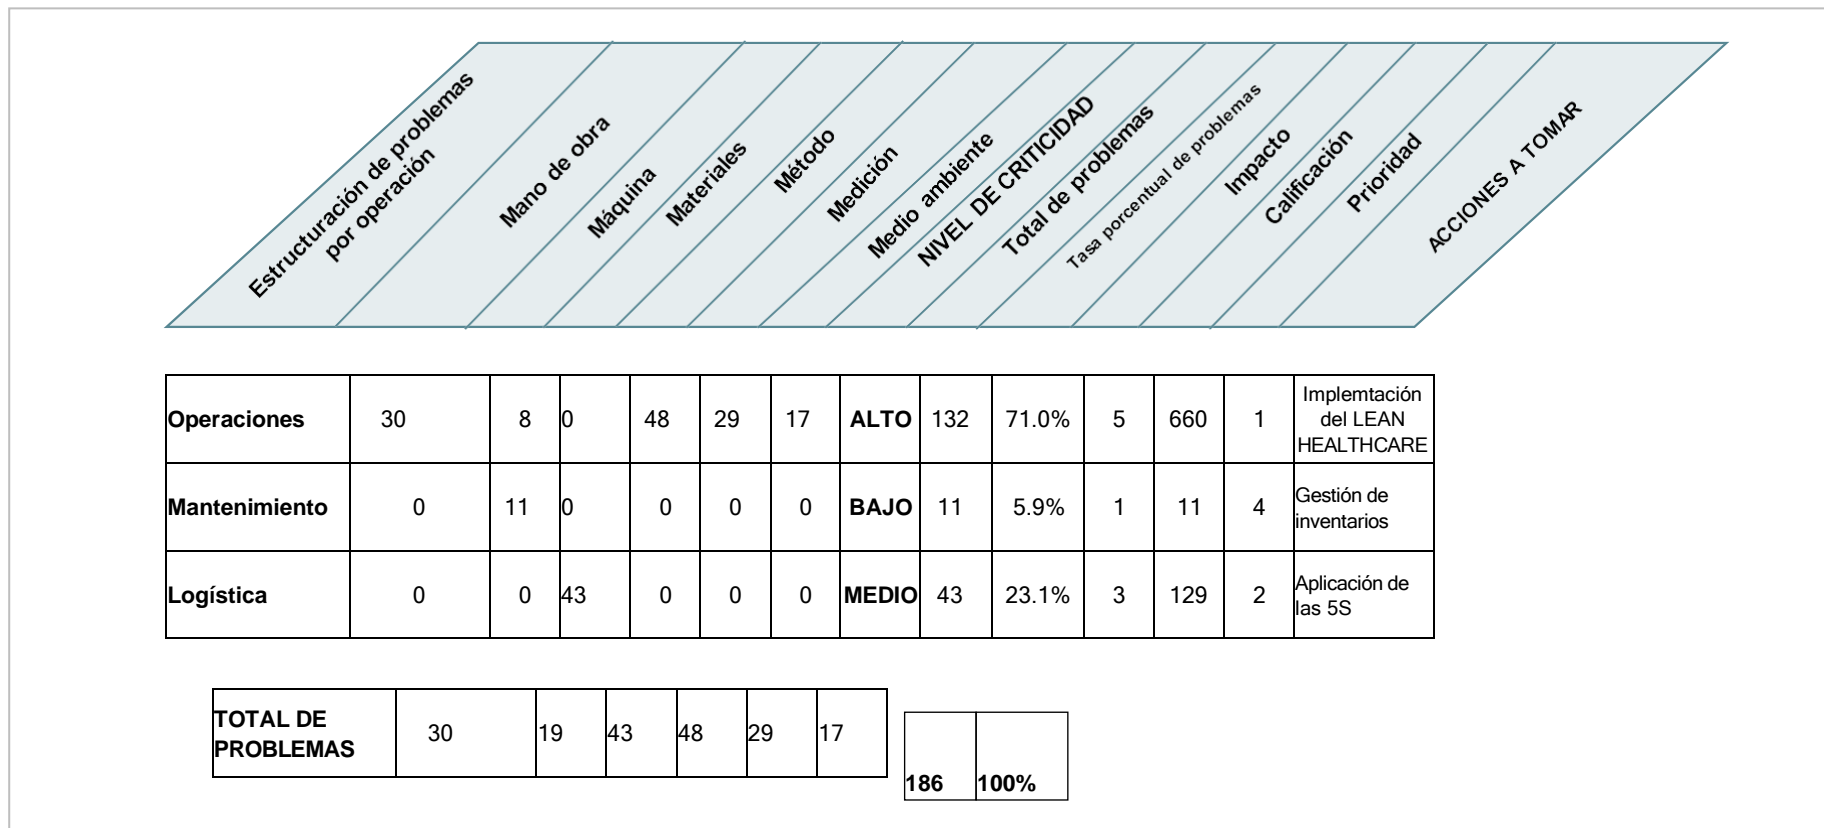 Estructuración de problemas
por operación
Mano de obra
Máquina
Materiales
Método
Medición
Medio ambiente
NIVEL DE CRITICIDAD
Total de problemas
Tasa porcentual de problemas
Impacto
Calificación
Prioridad
ACCIONES A TOMAR
Operaciones 30 8 0 48 29 17 ALTO 132 71.0% 5 660 1
Implemtación
del LEAN
HEALTHCARE
Mantenimiento 0 11 0 0 0 0 BAJO 11 5.9% 1 11 4
Gestión de
inventarios
Logística 0 0 43 0 0 0 MEDIO 43 23.1% 3 129 2
Aplicación de
las 5S
TOTAL DE
PROBLEMAS
30 19 43 48 29 17
186 100%